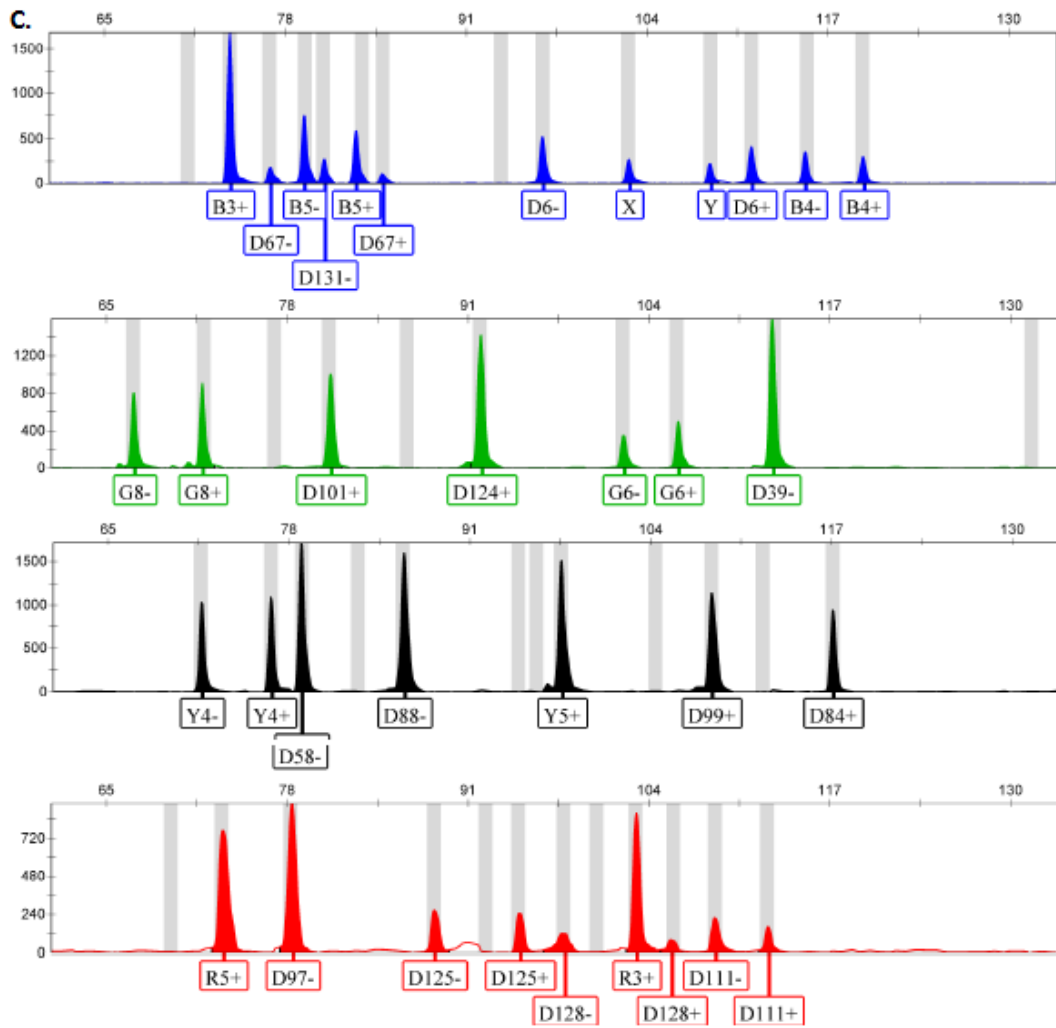 C.
65 78 91 104 117 130
1500
1000
500
0
B3+ B5- B5+ D6- X Y D6+ B4- B4+
D67- D67+
D131-
65 78 91 104 117 130
1200
800
400
0
G8- G8+ D101+ D124+ G6- G6+ D39-
65 78 91 104 117 130
1500
1000
500
0
Y4- Y4+ D88- Y5+ D99+ D84+
D58-
65 78 91 104 117 130
720
480
240
0
R5+ D97- D125- D125+ R3+ D111-
D128- D128+ D111+